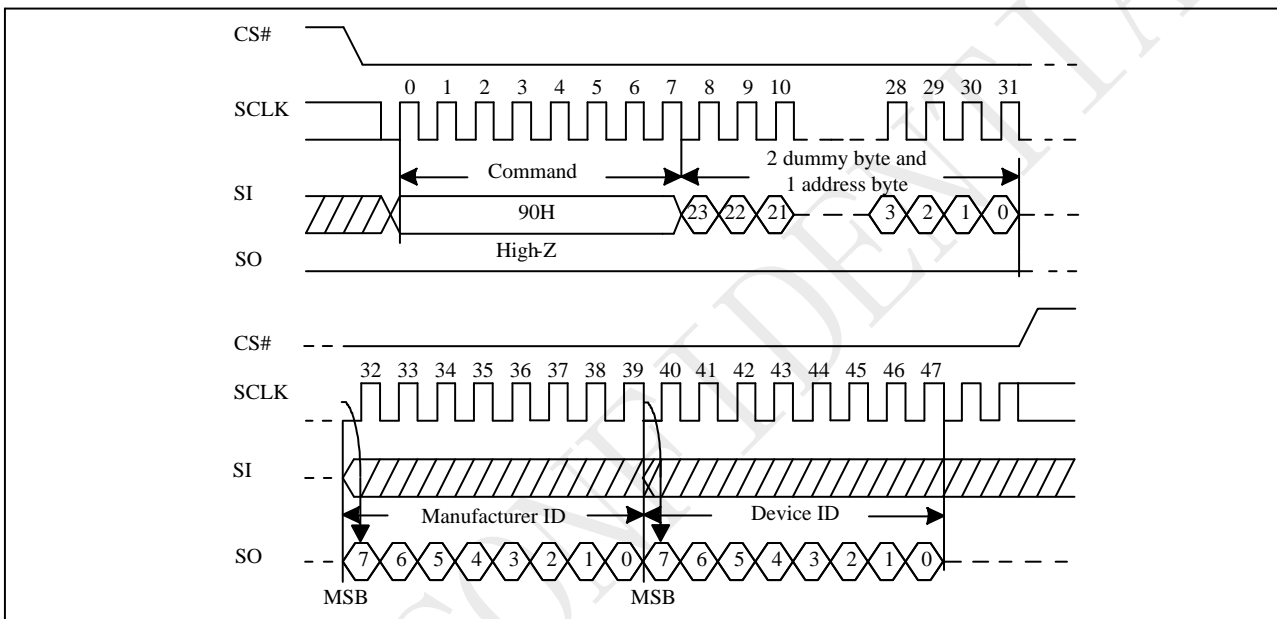 CS#
0 1 2 3 4 5 6 7 8 9 10 28 29 30 31
SCLK
Command
2 dummy byte and
1 address byte
SI
90H
23 22 21 3 2 1 0
High-Z
SO
CS#
32 33 34 35 36 37 38 39 40 41 42 43 44 45 46 47
SCLK
SI
Manufacturer ID
Device ID
SO
7 6 5 4 3 2 1 0 7 6 5 4 3 2 1 0
MSB
MSB